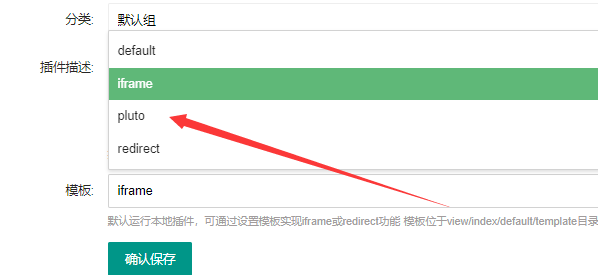 分类:
默认组
default
插件描述:
iframe
pluto
redirect
模板:
iframe
默认运行本地插件，可通过设置模板实现iframe或redirect功能 模板位于view/index/default/template目录
确认保存